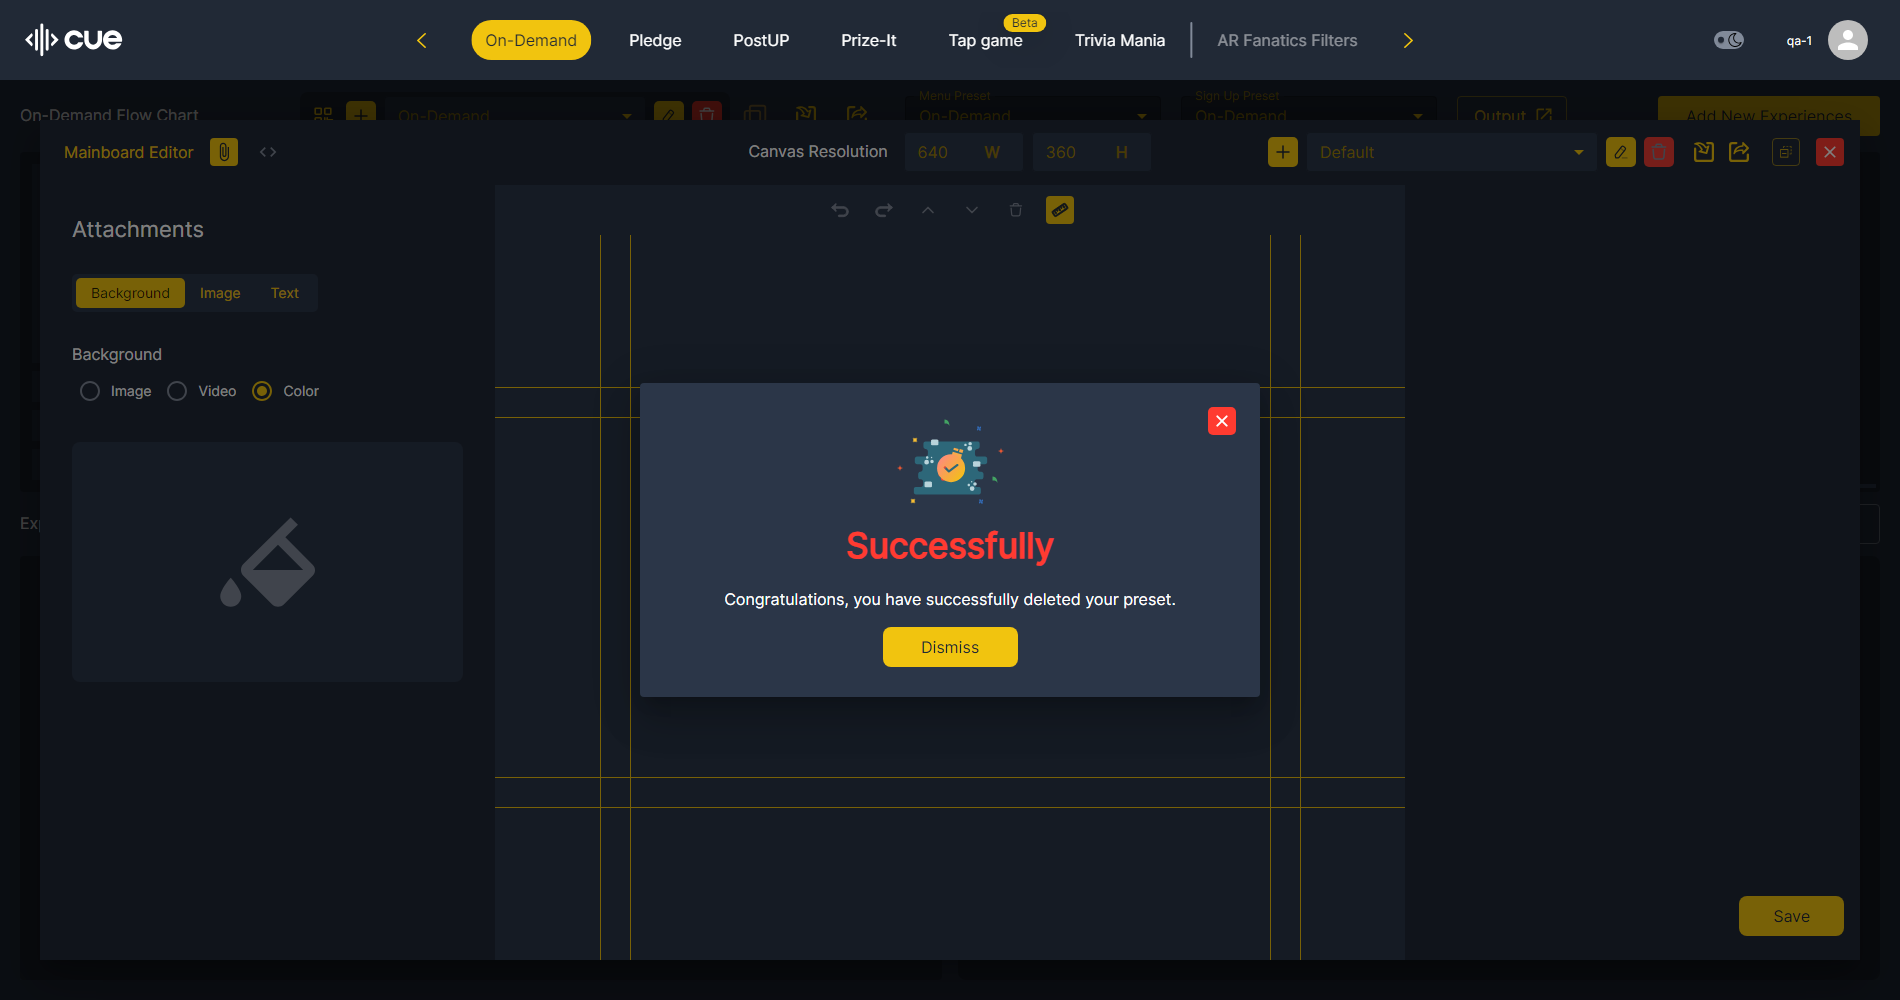 cue
On-Demand
Pledge
PostUP
Prize-It
Beta
Tap game
Trivia Mania
AR Fanatics Filters
qa-1
On-Demand Flow Chart
On-Demand
Menu Preset
On-Demand
Sign Up Preset
On-Demand
Output
Add New Experiences
Mainboard Editor
Canvas Resolution
640 W
360 H
Default
Attachments
Background Image Text
Background
Image Video Color
Successfully
Congratulations, you have successfully deleted your preset.
Dismiss
Save